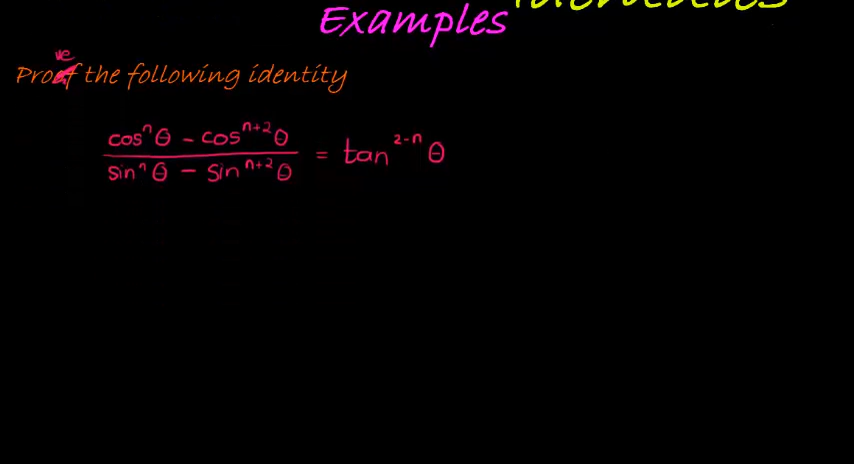 Examples
Prove the following identity
cosⁿθ - cosⁿ⁺²θ
sinⁿθ - sinⁿ⁺²θ = tan²⁻ⁿθ